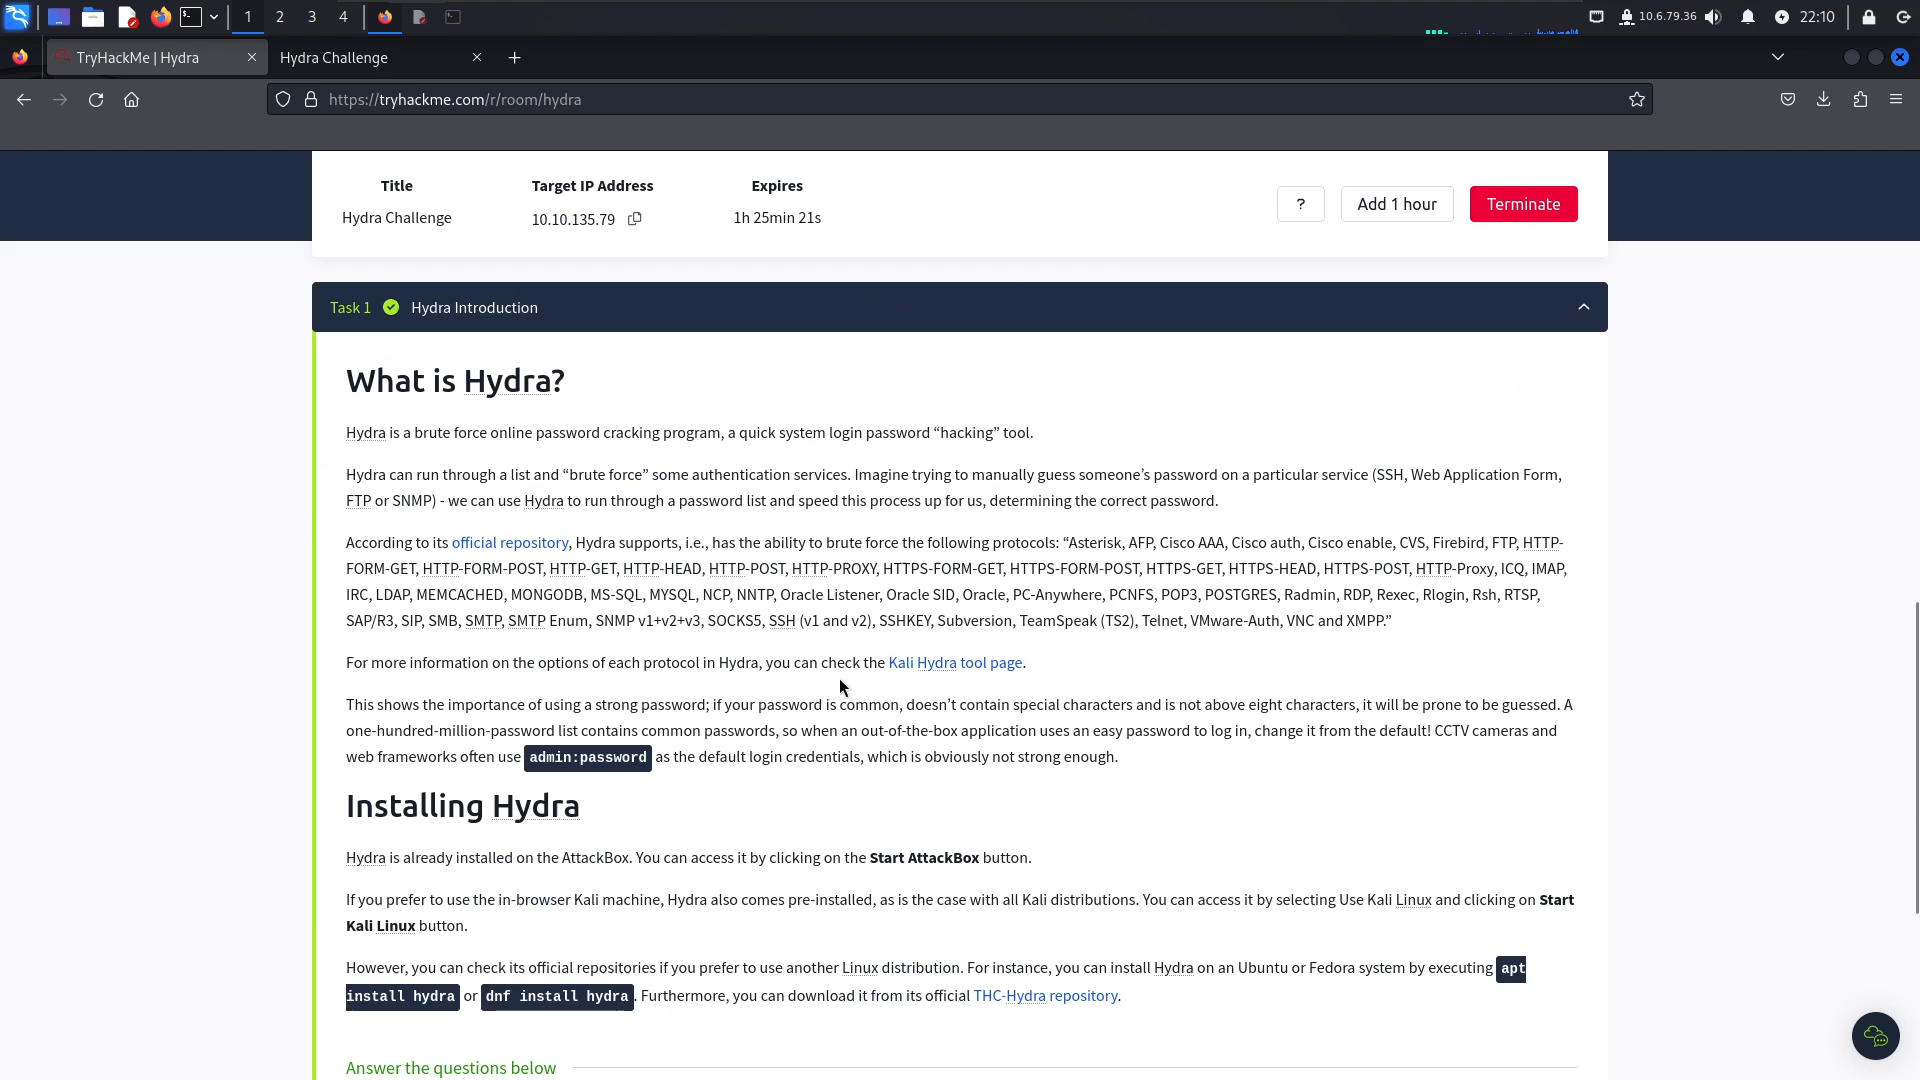 1 2 3 4 10.6.79.36 22:10
TryHackMe | Hydra Hydra Challenge
https://tryhackme.com/r/room/hydra
Title Target IP Address Expires
Hydra Challenge 10.10.135.79 1h 25min 21s ? Add 1 hour Terminate
Task 1 Hydra Introduction
What is Hydra?
Hydra is a brute force online password cracking program, a quick system login password “hacking” tool.
Hydra can run through a list and “brute force” some authentication services. Imagine trying to manually guess someone’s password on a particular service (SSH, Web Application Form,
FTP or SNMP) - we can use Hydra to run through a password list and speed this process up for us, determining the correct password.
According to its official repository, Hydra supports, i.e., has the ability to brute force the following protocols: “Asterisk, AFP, Cisco AAA, Cisco auth, Cisco enable, CVS, Firebird, FTP, HTTP-
FORM-GET, HTTP-FORM-POST, HTTP-GET, HTTP-HEAD, HTTP-POST, HTTP-PROXY, HTTPS-FORM-GET, HTTPS-FORM-POST, HTTPS-GET, HTTPS-HEAD, HTTPS-POST, HTTP-Proxy, ICQ, IMAP,
IRC, LDAP, MEMCACHED, MONGODB, MS-SQL, MYSQL, NCP, NNTP, Oracle Listener, Oracle SID, Oracle, PC-Anywhere, PCNFS, POP3, POSTGRES, Radmin, RDP, Rexec, Rlogin, Rsh, RTSP,
SAP/R3, SIP, SMB, SMTP, SMTP Enum, SNMP v1+v2+v3, SOCKS5, SSH (v1 and v2), SSHKEY, Subversion, TeamSpeak (TS2), Telnet, VMware-Auth, VNC and XMPP.”
For more information on the options of each protocol in Hydra, you can check the Kali Hydra tool page.
This shows the importance of using a strong password; if your password is common, doesn’t contain special characters and is not above eight characters, it will be prone to be guessed. A
one-hundred-million-password list contains common passwords, so when an out-of-the-box application uses an easy password to log in, change it from the default! CCTV cameras and
web frameworks often use admin:password as the default login credentials, which is obviously not strong enough.
Installing Hydra
Hydra is already installed on the AttackBox. You can access it by clicking on the Start AttackBox button.
If you prefer to use the in-browser Kali machine, Hydra also comes pre-installed, as is the case with all Kali distributions. You can access it by selecting Use Kali Linux and clicking on Start
Kali Linux button.
However, you can check its official repositories if you prefer to use another Linux distribution. For instance, you can install Hydra on an Ubuntu or Fedora system by executing apt
install hydra or dnf install hydra. Furthermore, you can download it from its official THC-Hydra repository.
Answer the questions below